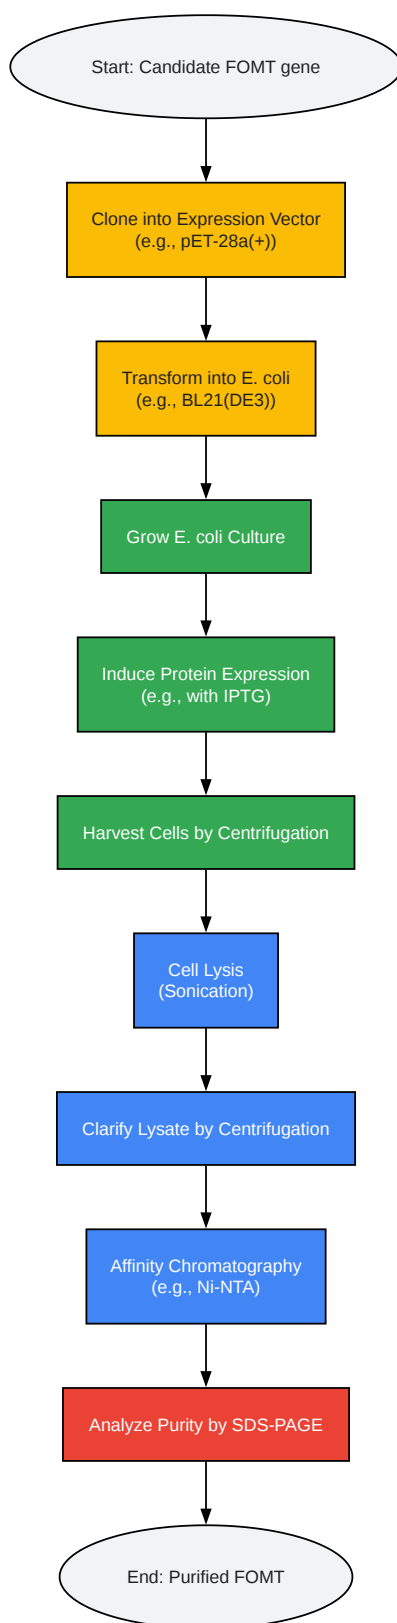 Start: Candidate FOMT gene
Clone into Expression Vector
(e.g., pET-28a(+))
Transform into E. coli
(e.g., BL21(DE3))
Grow E. coli Culture
Induce Protein Expression
(e.g., with IPTG)
Harvest Cells by Centrifugation
Cell Lysis
(Sonication)
Clarify Lysate by Centrifugation
Affinity Chromatography
(e.g., Ni-NTA)
Analyze Purity by SDS-PAGE
End: Purified FOMT